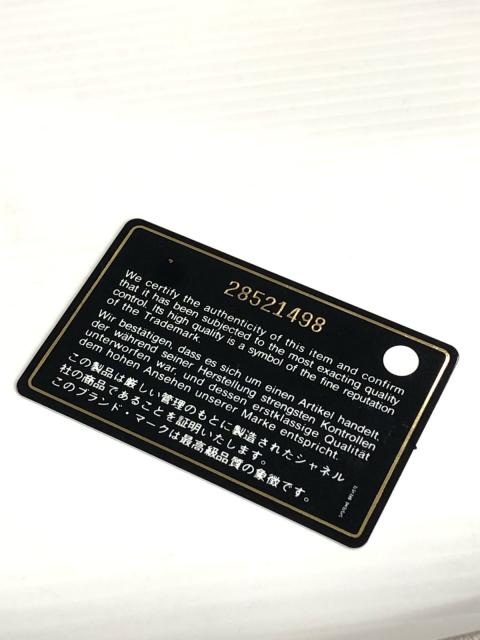 28521498
We certify the authenticity of this item and confirm
that it has been subjected to the most exacting quality
control. Its high quality is a symbol of the fine reputation
of the Trademark.
Wir bestätigen, dass es sich um einen Artikel handelt,
der während seiner Herstellung strengsten Kontrollen
unterworfen war, und dessen erstklassige Qualität
dem hohen Ansehen unserer Marke entspricht.
この製品は厳しい管理のもとに製造されたシャネル
社の商品であることを証明いたします。
このブランド・マークは最高級品質の象徴です。